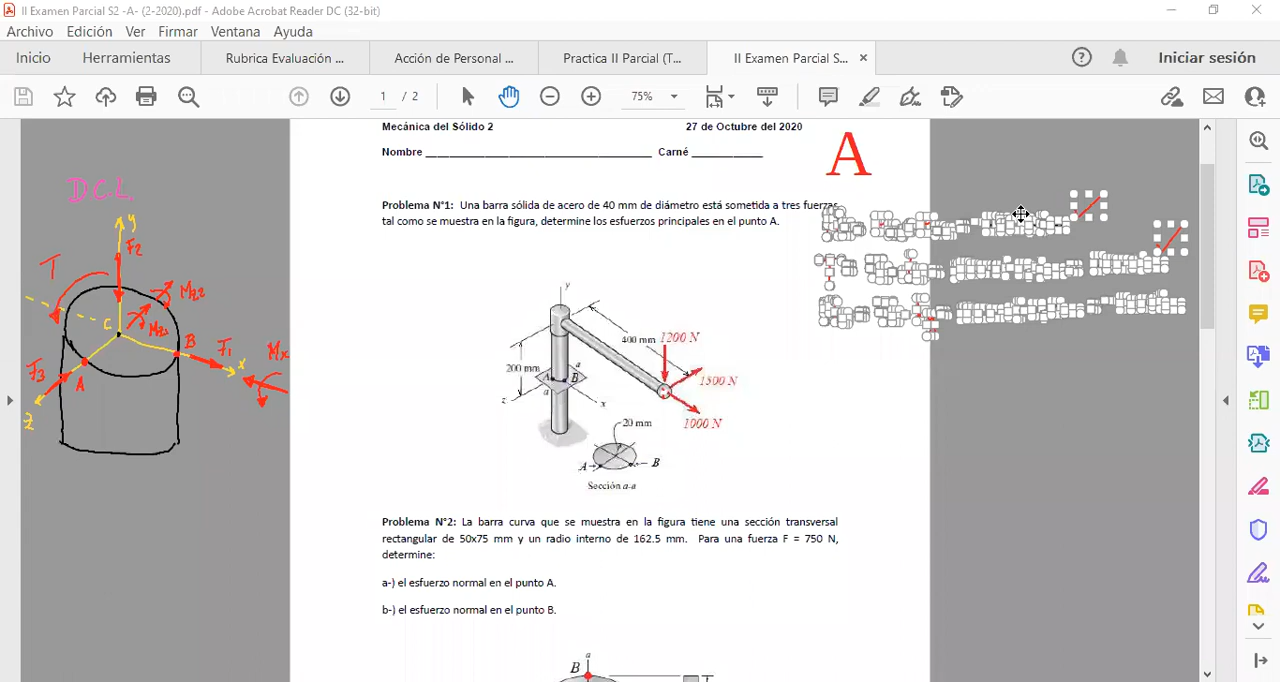 II Examen Parcial S2 -A- (2-2020).pdf - Adobe Acrobat Reader DC (32-bit)
Archivo Edición Ver Firmar Ventana Ayuda
Inicio Herramientas Rubrica Evaluación ... Acción de Personal ... Practica II Parcial (T... II Examen Parcial S... ×
Iniciar sesión
1 / 2 75%
Mecánica del Sólido 2 27 de Octubre del 2020
Nombre Carné
A
Problema N°1: Una barra sólida de acero de 40 mm de diámetro está sometida a tres fuerzas
tal como se muestra en la figura, determine los esfuerzos principales en el punto A.
D.C.L.
y
F2
T
Mz2
C
Mz1
B
F1
x
Mx
F3
A
z
y
400 mm 1200 N
200 mm
a
1500 N
A B
a
z
x
1000 N
20 mm
A B
Sección a-a
Problema N°2: La barra curva que se muestra en la figura tiene una sección transversal
rectangular de 50x75 mm y un radio interno de 162.5 mm. Para una fuerza F = 750 N,
determine:
a-) el esfuerzo normal en el punto A.
b-) el esfuerzo normal en el punto B.
a
B